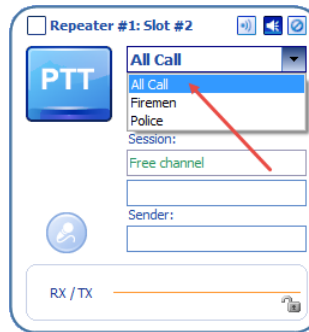 Repeater #1: Slot #2
PTT
All Call
All Call
Firemen
Police
Session:
Free channel
Sender:
RX / TX